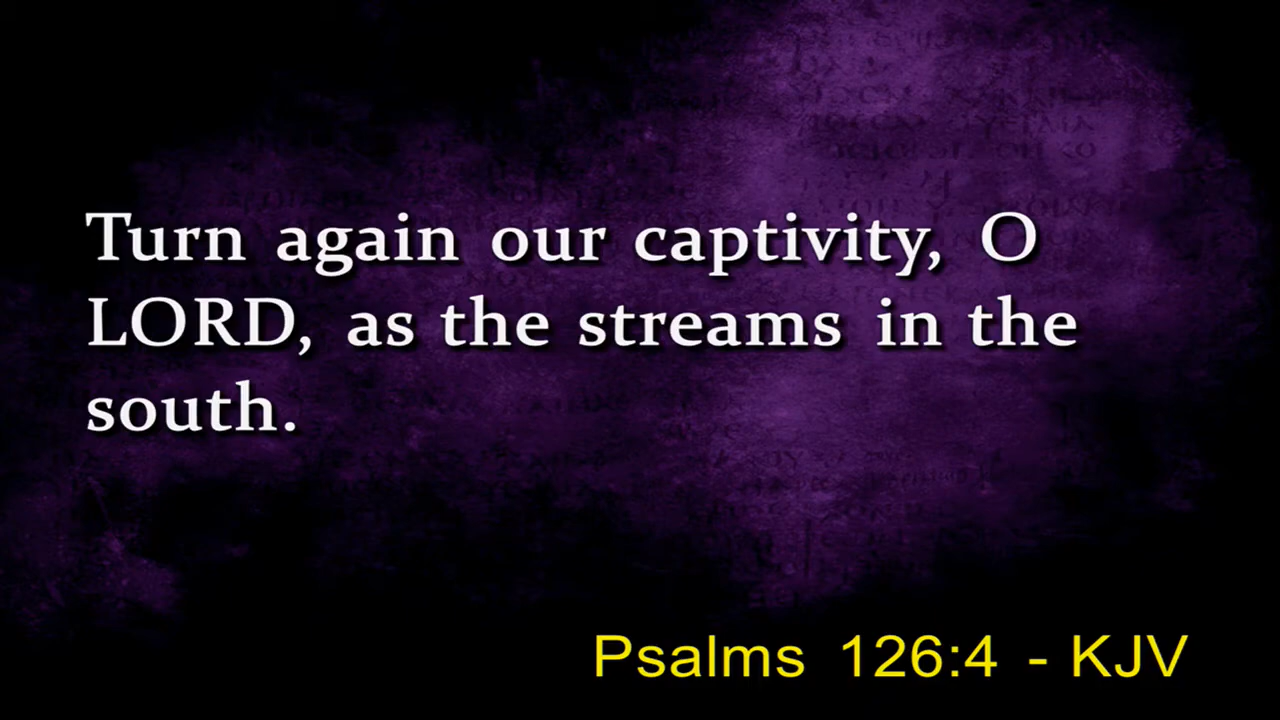 Turn again our captivity, O
LORD, as the streams in the
south.
Psalms 126:4 - KJV